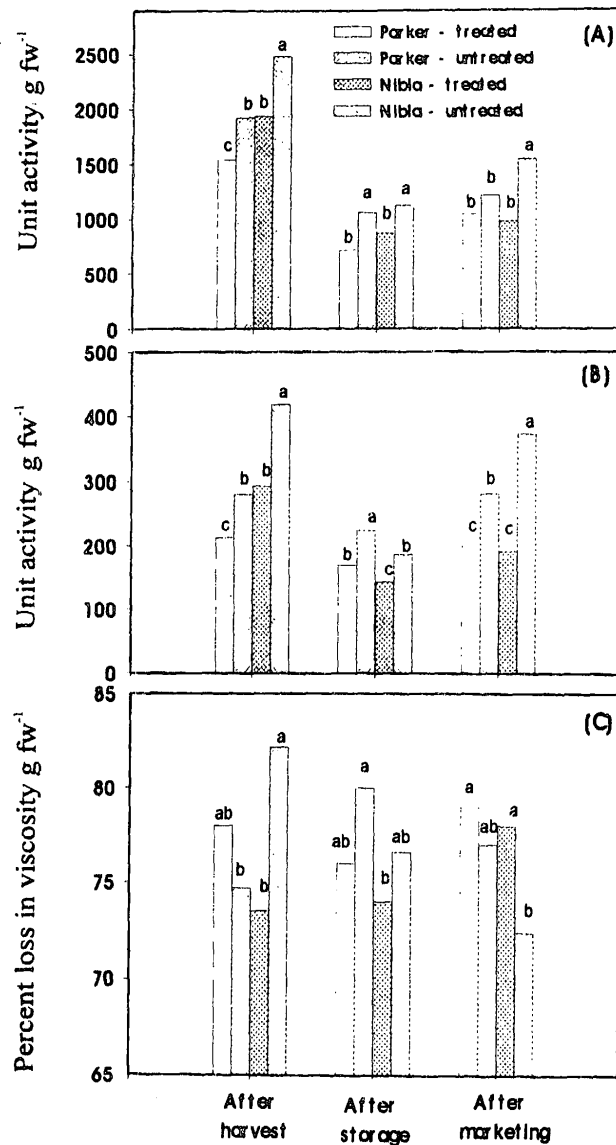 (A)
Parker - treated
Parker - untreated
Nibla - treated
Nibla - untreated
Unit activity g fw⁻¹
2500
2000
1500
1000
500
0
c b b a
b a b a
b b b a
(B)
Unit activity g fw⁻¹
500
400
300
200
100
0
c b b a
b a c b
c b c a
(C)
Percent loss in viscosity g fw⁻¹
85
80
75
70
65
ab b b a
ab a b ab
a ab a b
After harvest
After storage
After marketing